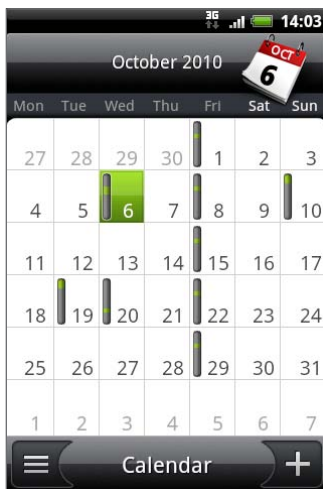 3G 14:03
October 2010
OCT
6
Mon Tue Wed Thu Fri Sat Sun
27 28 29 30 1 2 3
4 5 6 7 8 9 10
11 12 13 14 15 16 17
18 19 20 21 22 23 24
25 26 27 28 29 30 31
1 2 3 4 5 6 7
Calendar